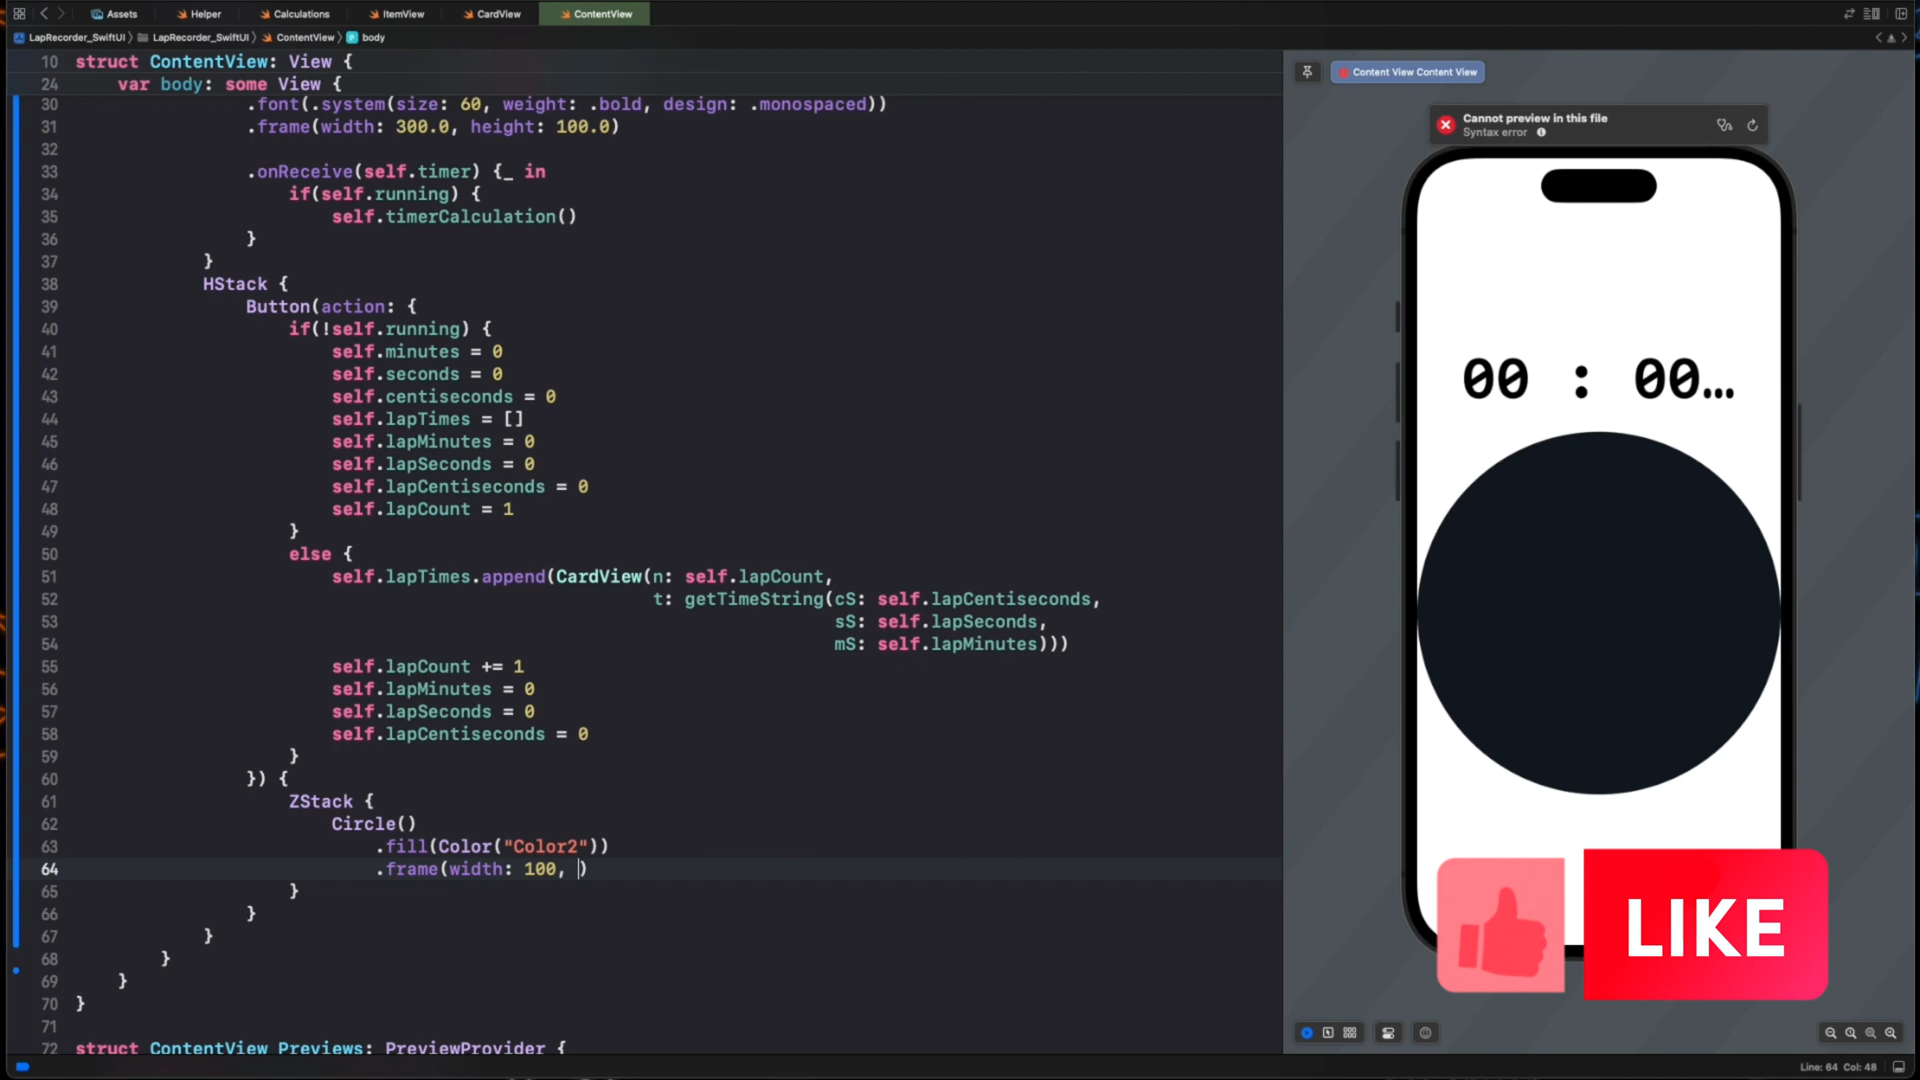 Assets Helper Calculations ItemView CardView ContentView
LapRecorder_SwiftUI LapRecorder_SwiftUI ContentView body
10 struct ContentView: View {
24 var body: some View {
30 .font(.system(size: 60, weight: .bold, design: .monospaced))
31 .frame(width: 300.0, height: 100.0)
32
33 .onReceive(self.timer) {_ in
34 if(self.running) {
35 self.timerCalculation()
36 }
37 }
38 HStack {
39 Button(action: {
40 if(!self.running) {
41 self.minutes = 0
42 self.seconds = 0
43 self.centiseconds = 0
44 self.lapTimes = []
45 self.lapMinutes = 0
46 self.lapSeconds = 0
47 self.lapCentiseconds = 0
48 self.lapCount = 1
49 }
50 else {
51 self.lapTimes.append(CardView(n: self.lapCount,
52 t: getTimeString(cS: self.lapCentiseconds,
53 sS: self.lapSeconds,
54 mS: self.lapMinutes)))
55 self.lapCount += 1
56 self.lapMinutes = 0
57 self.lapSeconds = 0
58 self.lapCentiseconds = 0
59 }
60 }) {
61 ZStack {
62 Circle()
63 .fill(Color("Color2"))
64 .frame(width: 100, )
65 }
66 }
67 }
68 }
69 }
70 }
71
72 struct ContentView_Previews: PreviewProvider {
Content View Content View
Cannot preview in this file
Syntax error
00 : 00...
LIKE
Line: 64 Col: 48